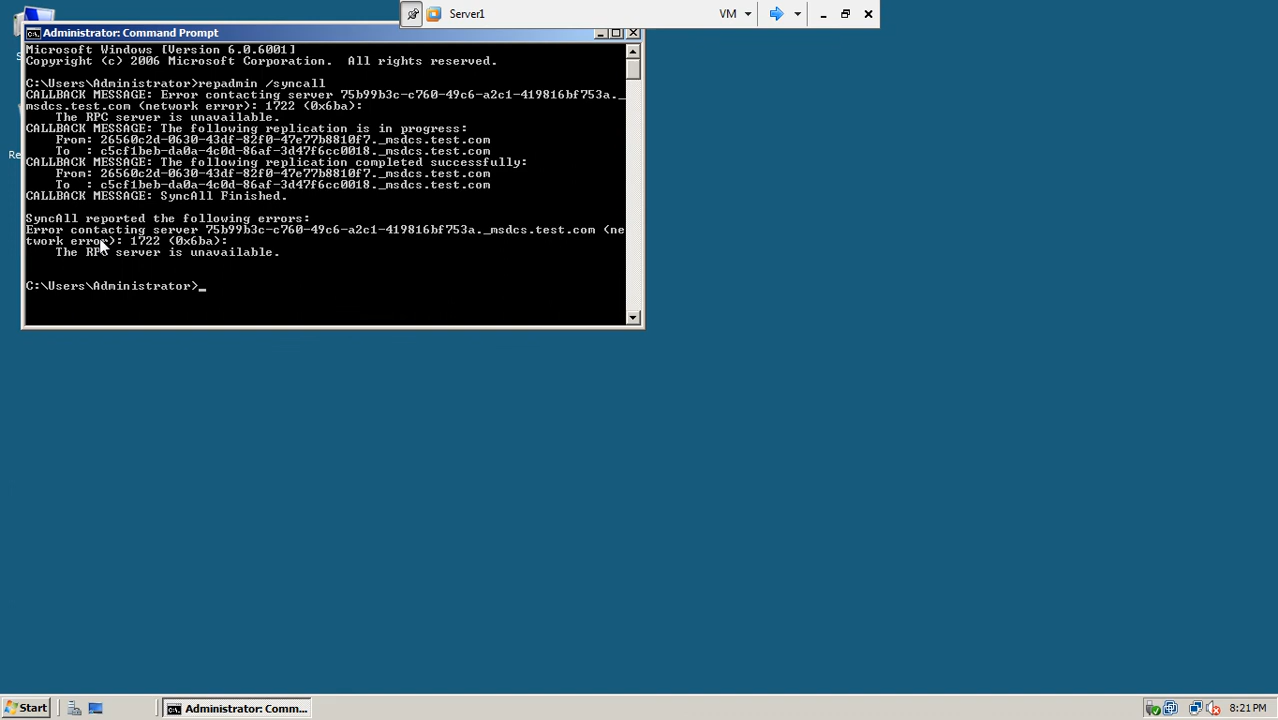 Server1
VM
Administrator: Command Prompt
Microsoft Windows [Version 6.0.6001]
Copyright (c) 2006 Microsoft Corporation.  All rights reserved.
C:\Users\Administrator>repadmin /syncall
CALLBACK MESSAGE: Error contacting server 75b99b3c-c760-49c6-a2c1-419816bf753a._
msdcs.test.com (network error): 1722 (0x6ba):
The RPC server is unavailable.
CALLBACK MESSAGE: The following replication is in progress:
From: 26560c2d-0630-43df-82f0-47e77b8810f7._msdcs.test.com
To  : c5cf1beb-da0a-4c0d-86af-3d47f6cc0018._msdcs.test.com
CALLBACK MESSAGE: The following replication completed successfully:
From: 26560c2d-0630-43df-82f0-47e77b8810f7._msdcs.test.com
To  : c5cf1beb-da0a-4c0d-86af-3d47f6cc0018._msdcs.test.com
CALLBACK MESSAGE: SyncAll Finished.
SyncAll reported the following errors:
Error contacting server 75b99b3c-c760-49c6-a2c1-419816bf753a._msdcs.test.com (ne
twork error): 1722 (0x6ba):
The RPC server is unavailable.
C:\Users\Administrator>_
Start
Administrator: Comm...
8:21 PM